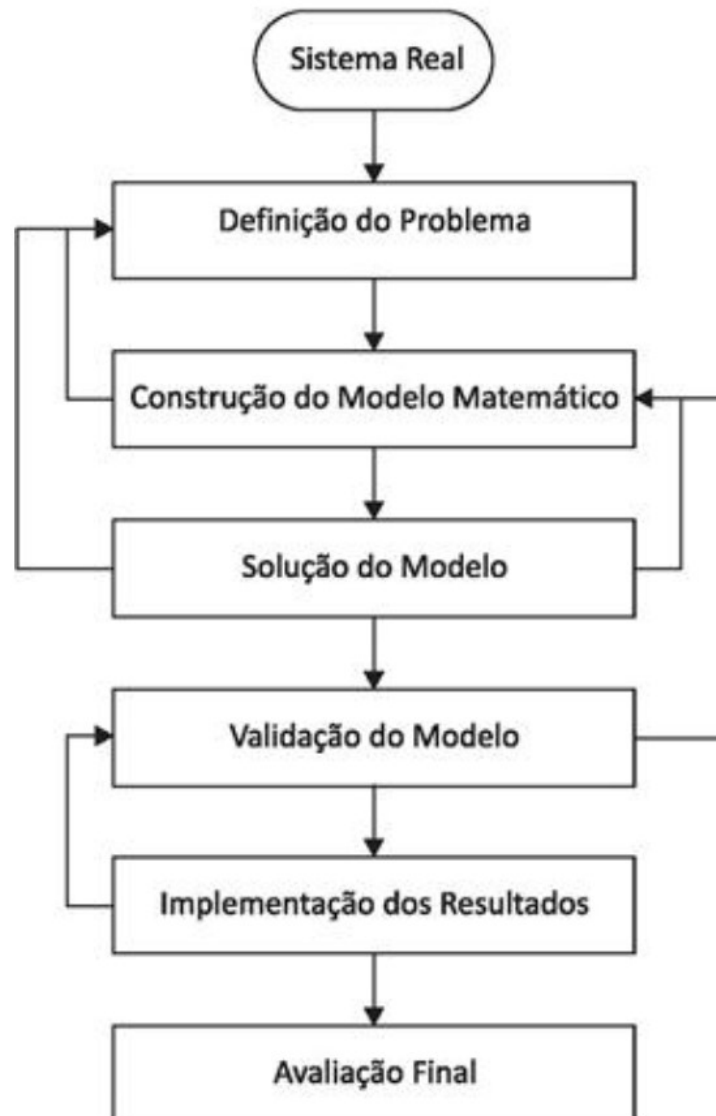 Sistema Real
Definição do Problema
Construção do Modelo Matemático
Solução do Modelo
Validação do Modelo
Implementação dos Resultados
Avaliação Final